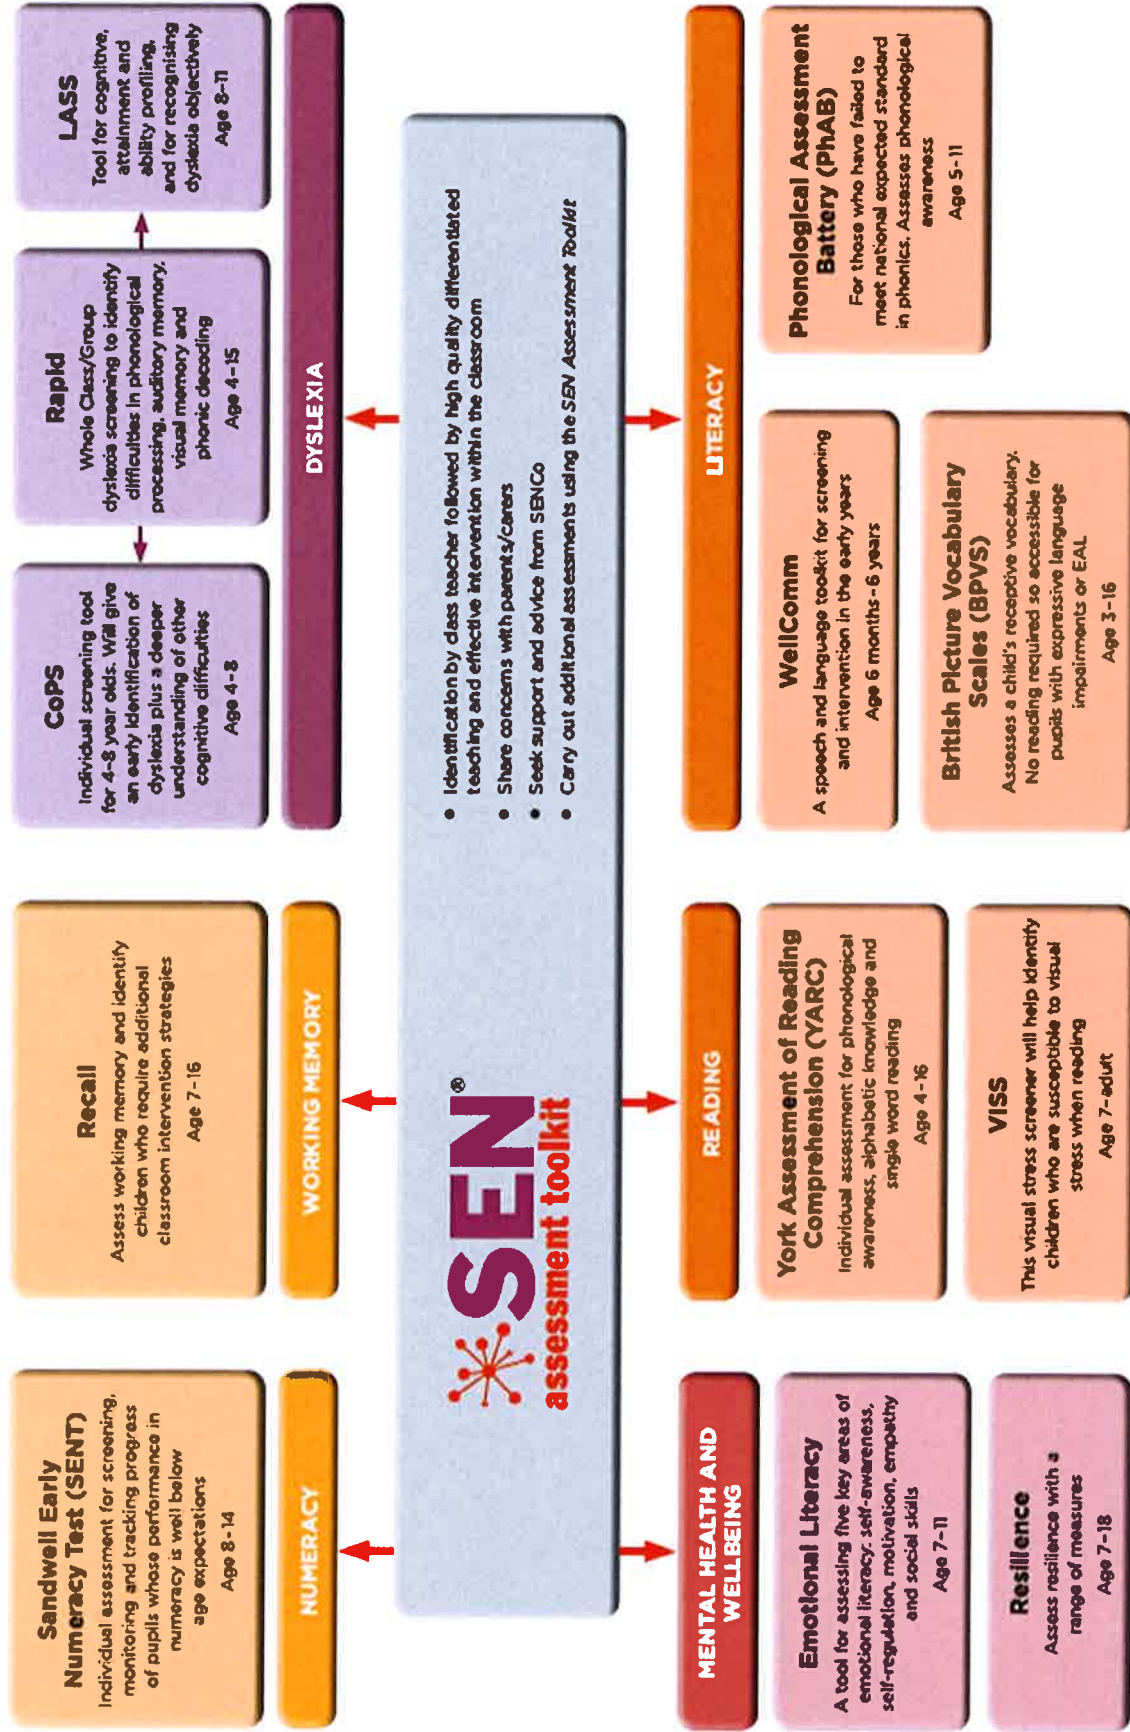 Sandwell Early
Numeracy Test (SENT)
Individual assessment for screening,
monitoring and tracking progress
of pupils whose performance in
numeracy is well below
age expectations
Age 8-14
Recall
Assess working memory and identify
children who require additional
classroom intervention strategies
Age 7-16
CoPS
Individual screening tool
for 4-8 year olds. Will give
an early identification of
dyslexia plus a deeper
understanding of other
cognitive difficulties
Age 4-8
Rapid
Whole Class/Group
dyslexia screening to identify
difficulties in phonological
processing, auditory memory,
visual memory and
phonic decoding
Age 4-15
LASS
Tool for cognitive,
attainment and
ability profiling,
and for recognising
dyslexia objectively
Age 8-11
NUMERACY
WORKING MEMORY
DYSLEXIA
SEN®
assessment toolkit
• Identification by class teacher followed by high quality differentiated
teaching and effective intervention within the classroom
• Share concerns with parents/carers
• Seek support and advice from SENCo
• Carry out additional assessments using the SEN Assessment Toolkit
MENTAL HEALTH AND
WELLBEING
READING
LITERACY
Emotional Literacy
A tool for assessing five key areas of
emotional literacy: self-awareness,
self-regulation, motivation, empathy
and social skills
Age 7-11
Resilience
Assess resilience with a
range of measures
Age 7-18
York Assessment of Reading
Comprehension (YARC)
Individual assessment for phonological
awareness, alphabetic knowledge and
single word reading
Age 4-16
VISS
This visual stress screener will help identify
children who are susceptible to visual
stress when reading
Age 7-adult
WellComm
A speech and language toolkit for screening
and intervention in the early years
Age 6 months-6 years
British Picture Vocabulary
Scales (BPVS)
Assesses a child's receptive vocabulary.
No reading required so accessible for
pupils with expressive language
impairments or EAL
Age 3-16
Phonological Assessment
Battery (PhAB)
For those who have failed to
meet national expected standard
in phonics. Assesses phonological
awareness
Age 5-11